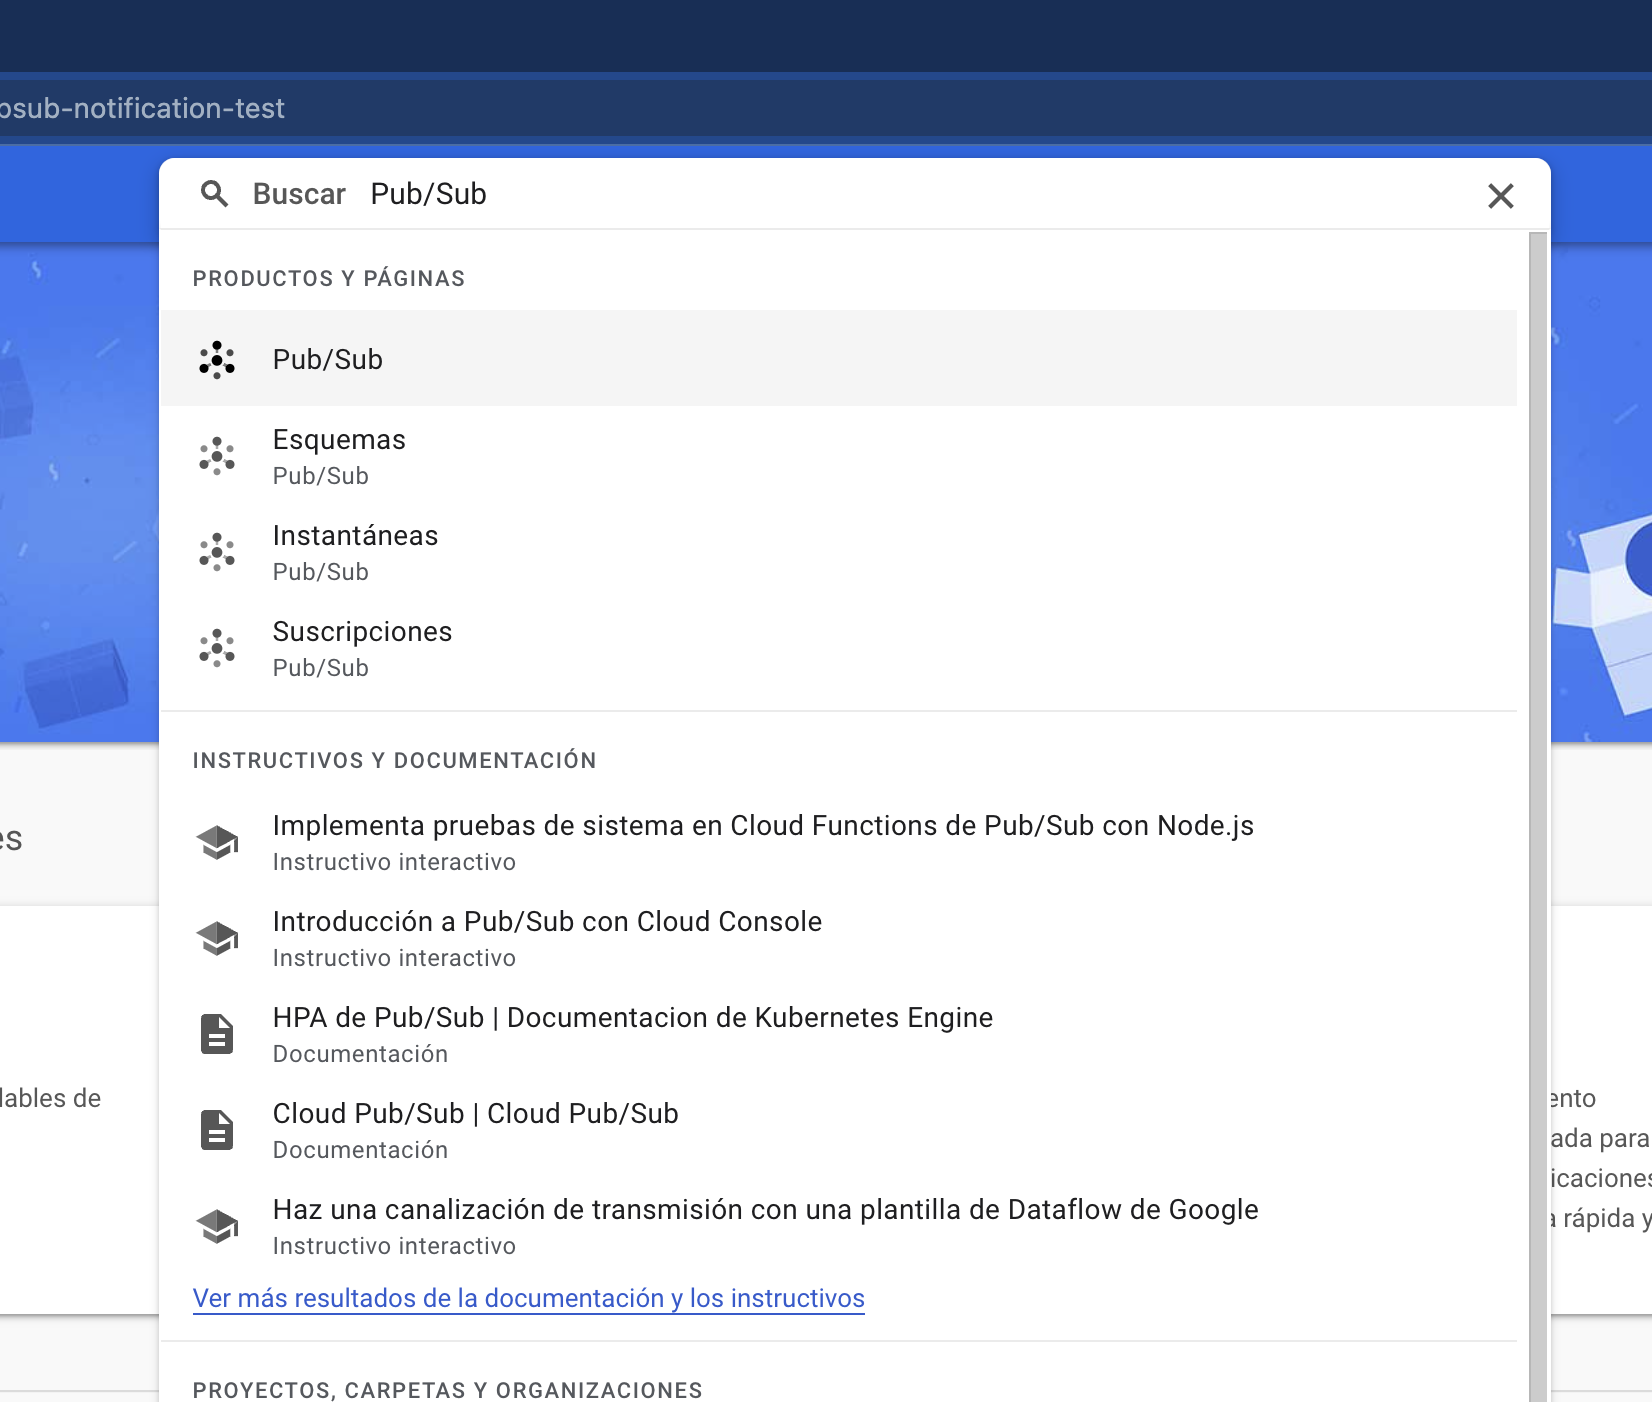 psub-notification-test
Buscar Pub/Sub
PRODUCTOS Y PÁGINAS
Pub/Sub
Esquemas
Pub/Sub
Instantáneas
Pub/Sub
Suscripciones
Pub/Sub
INSTRUCTIVOS Y DOCUMENTACIÓN
Implementa pruebas de sistema en Cloud Functions de Pub/Sub con Node.js
Instructivo interactivo
Introducción a Pub/Sub con Cloud Console
Instructivo interactivo
HPA de Pub/Sub | Documentacion de Kubernetes Engine
Documentación
Cloud Pub/Sub | Cloud Pub/Sub
Documentación
Haz una canalización de transmisión con una plantilla de Dataflow de Google
Instructivo interactivo
Ver más resultados de la documentación y los instructivos
PROYECTOS, CARPETAS Y ORGANIZACIONES
es
lables de
ento
ada para
icaciones
a rápida y